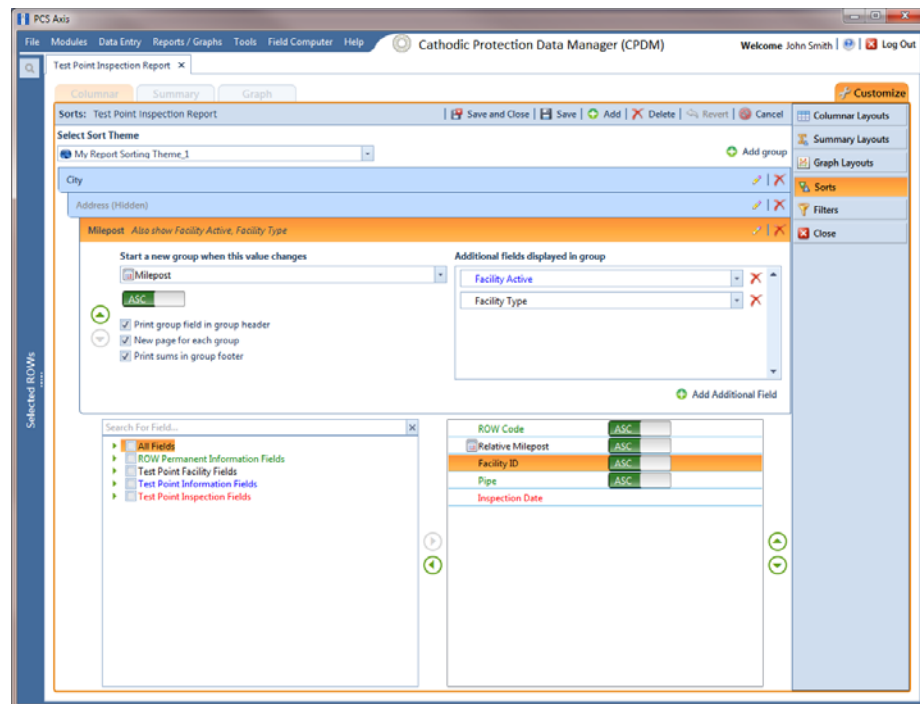 PCS Axis
File Modules Data Entry Reports / Graphs Tools Field Computer Help Cathodic Protection Data Manager (CPDM) Welcome John Smith | | Log Out
Test Point Inspection Report ×
Columnar Summary Graph Customize
Sorts: Test Point Inspection Report | Save and Close | Save | Add | Delete | Revert | Cancel
Columnar Layouts
Summary Layouts
Graph Layouts
Sorts
Filters
Close
Select Sort Theme
My Report Sorting Theme_1 Add group
City
Address (Hidden)
Milepost Also show Facility Active, Facility Type
Start a new group when this value changes
Milepost
ASC
Print group field in group header
New page for each group
Print sums in group footer
Additional fields displayed in group
Facility Active
Facility Type
Add Additional Field
Selected ROWs
Search For Field...
All Fields
ROW Permanent Information Fields
Test Point Facility Fields
Test Point Information Fields
Test Point Inspection Fields
ROW Code ASC
Relative Milepost ASC
Facility ID ASC
Pipe ASC
Inspection Date